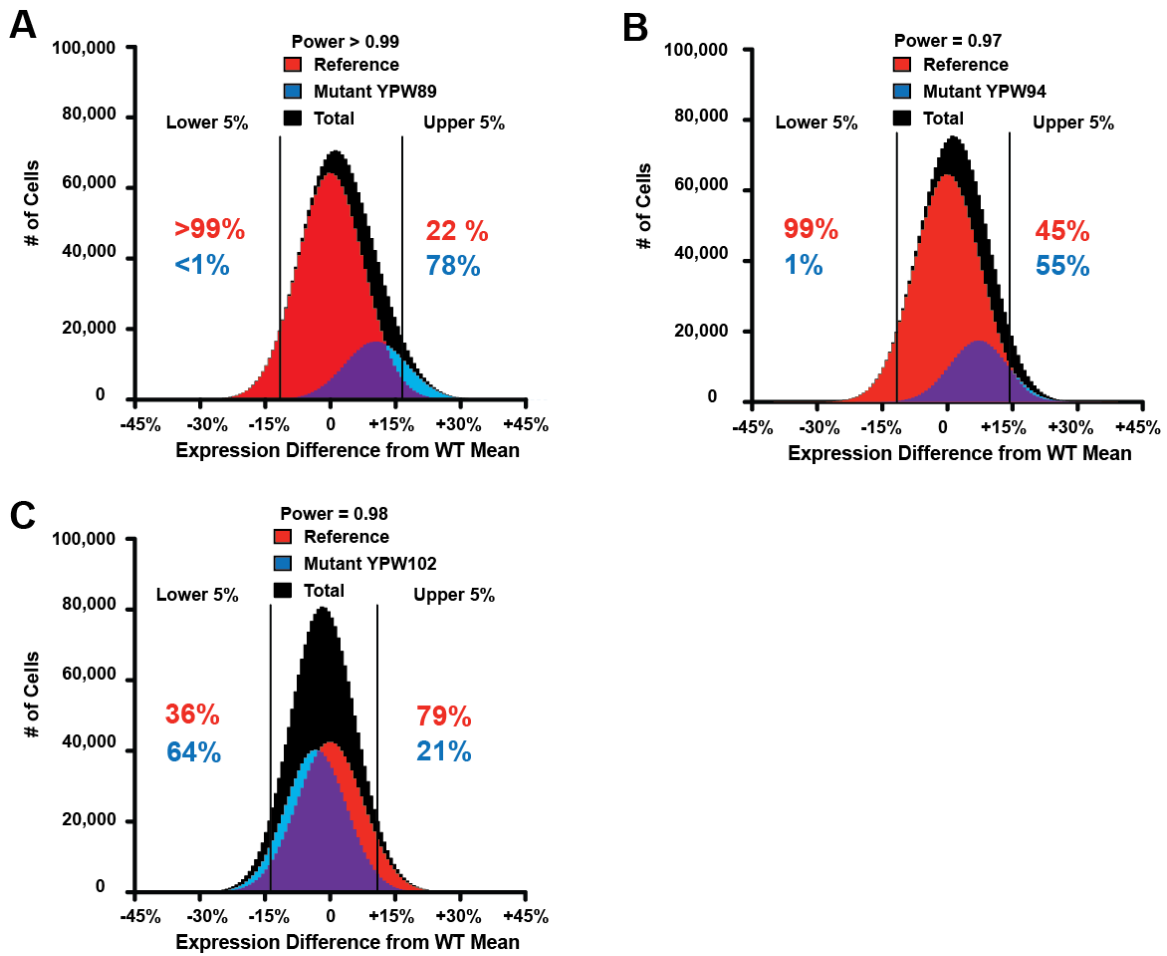 A
Power > 0.99
Reference
Mutant YPW89
Total
Lower 5%
Upper 5%
>99%
<1%
22 %
78%
# of Cells
100,000
80,000
60,000
40,000
20,000
0
-45%
-30%
-15%
0
+15%
+30%
+45%
Expression Difference from WT Mean
B
Power = 0.97
Reference
Mutant YPW94
Total
Lower 5%
Upper 5%
99%
1%
45%
55%
# of Cells
100,000
80,000
60,000
40,000
20,000
0
-45%
-30%
-15%
0
+15%
+30%
+45%
Expression Difference from WT Mean
C
Power = 0.98
Reference
Mutant YPW102
Total
Lower 5%
Upper 5%
36%
64%
79%
21%
# of Cells
100,000
80,000
60,000
40,000
20,000
0
-45%
-30%
-15%
0
+15%
+30%
+45%
Expression Difference from WT Mean